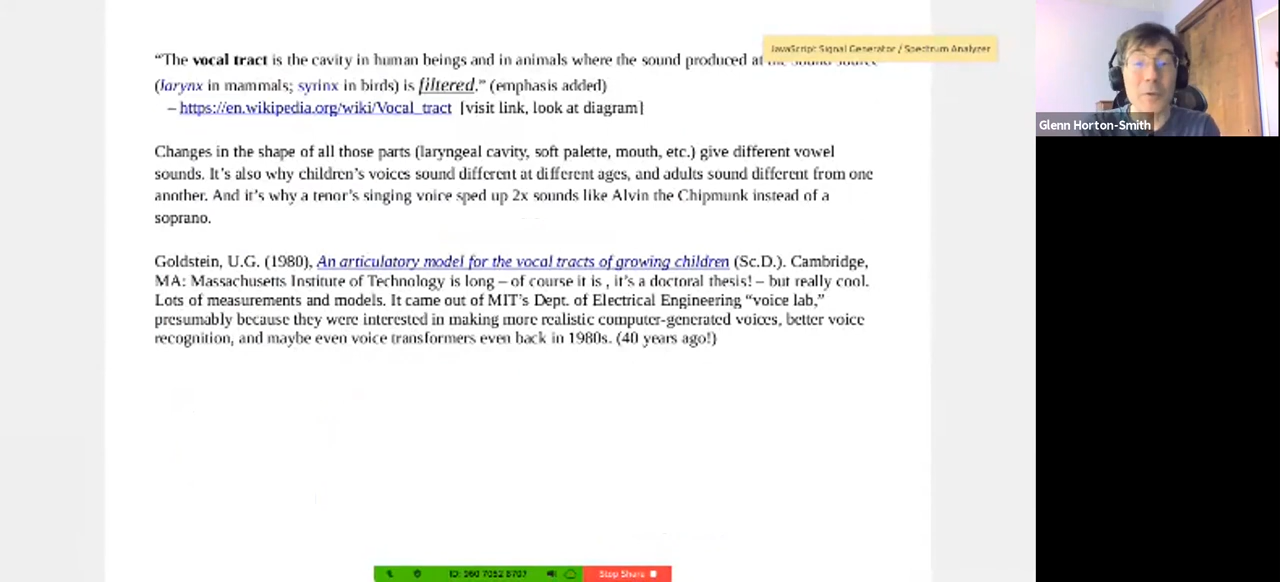 JavaScript Signal Generator / Spectrum Analyzer
“The vocal tract is the cavity in human beings and in animals where the sound produced at
(larynx in mammals; syrinx in birds) is filtered.” (emphasis added)
– https://en.wikipedia.org/wiki/Vocal_tract [visit link, look at diagram]
Changes in the shape of all those parts (laryngeal cavity, soft palette, mouth, etc.) give different vowel
sounds. It’s also why children’s voices sound different at different ages, and adults sound different from one
another. And it’s why a tenor’s singing voice sped up 2x sounds like Alvin the Chipmunk instead of a
soprano.
Goldstein, U.G. (1980), An articulatory model for the vocal tracts of growing children (Sc.D.). Cambridge,
MA: Massachusetts Institute of Technology is long – of course it is , it’s a doctoral thesis! – but really cool.
Lots of measurements and models. It came out of MIT’s Dept. of Electrical Engineering “voice lab,”
presumably because they were interested in making more realistic computer-generated voices, better voice
recognition, and maybe even voice transformers even back in 1980s. (40 years ago!)
Glenn Horton-Smith
Stop Share